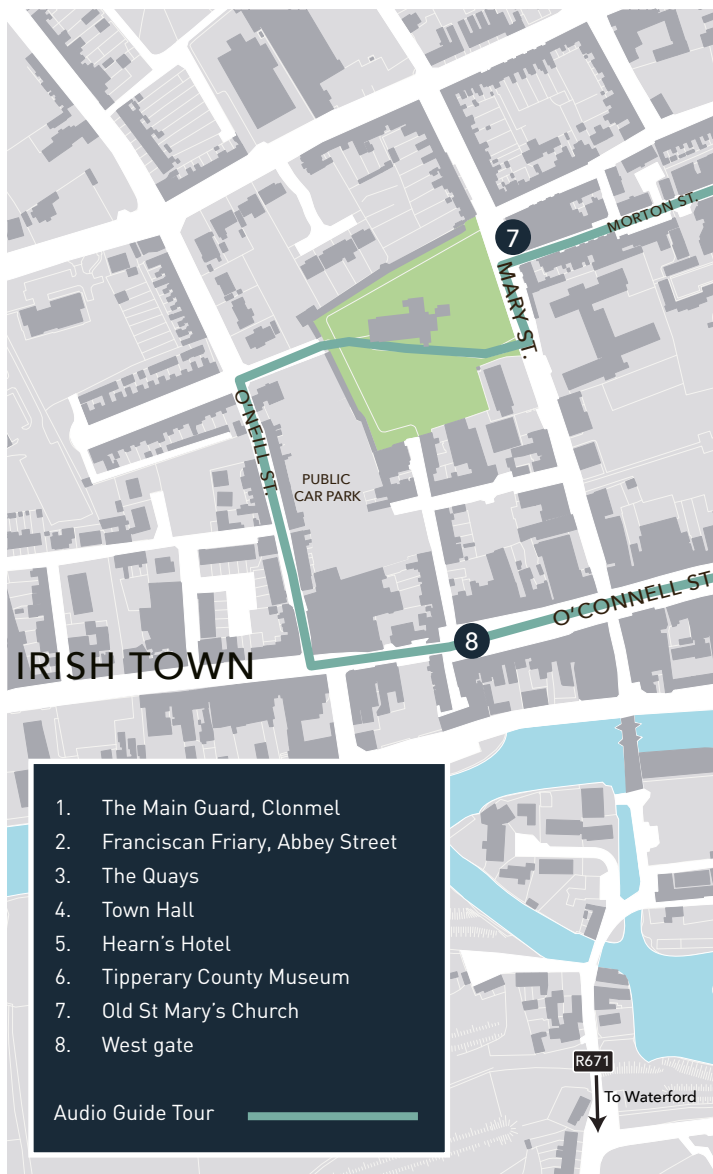 7
MORTON ST.
MARY ST.
O'NEILL ST.
PUBLIC
CAR PARK
O'CONNELL ST
8
IRISH TOWN
1. The Main Guard, Clonmel
2. Franciscan Friary, Abbey Street
3. The Quays
4. Town Hall
5. Hearn's Hotel
6. Tipperary County Museum
7. Old St Mary's Church
8. West gate
Audio Guide Tour
R671
To Waterford